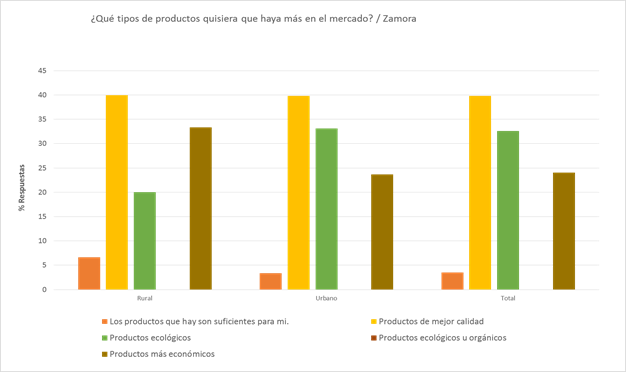 ¿Qué tipos de productos quisiera que haya más en el mercado? / Zamora
45
40
35
30
25
20
15
10
5
0
% Respuestas
Rural Urbano Total
Los productos que hay son suficientes para mi. Productos de mejor calidad
Productos ecológicos Productos ecológicos u orgánicos
Productos más económicos